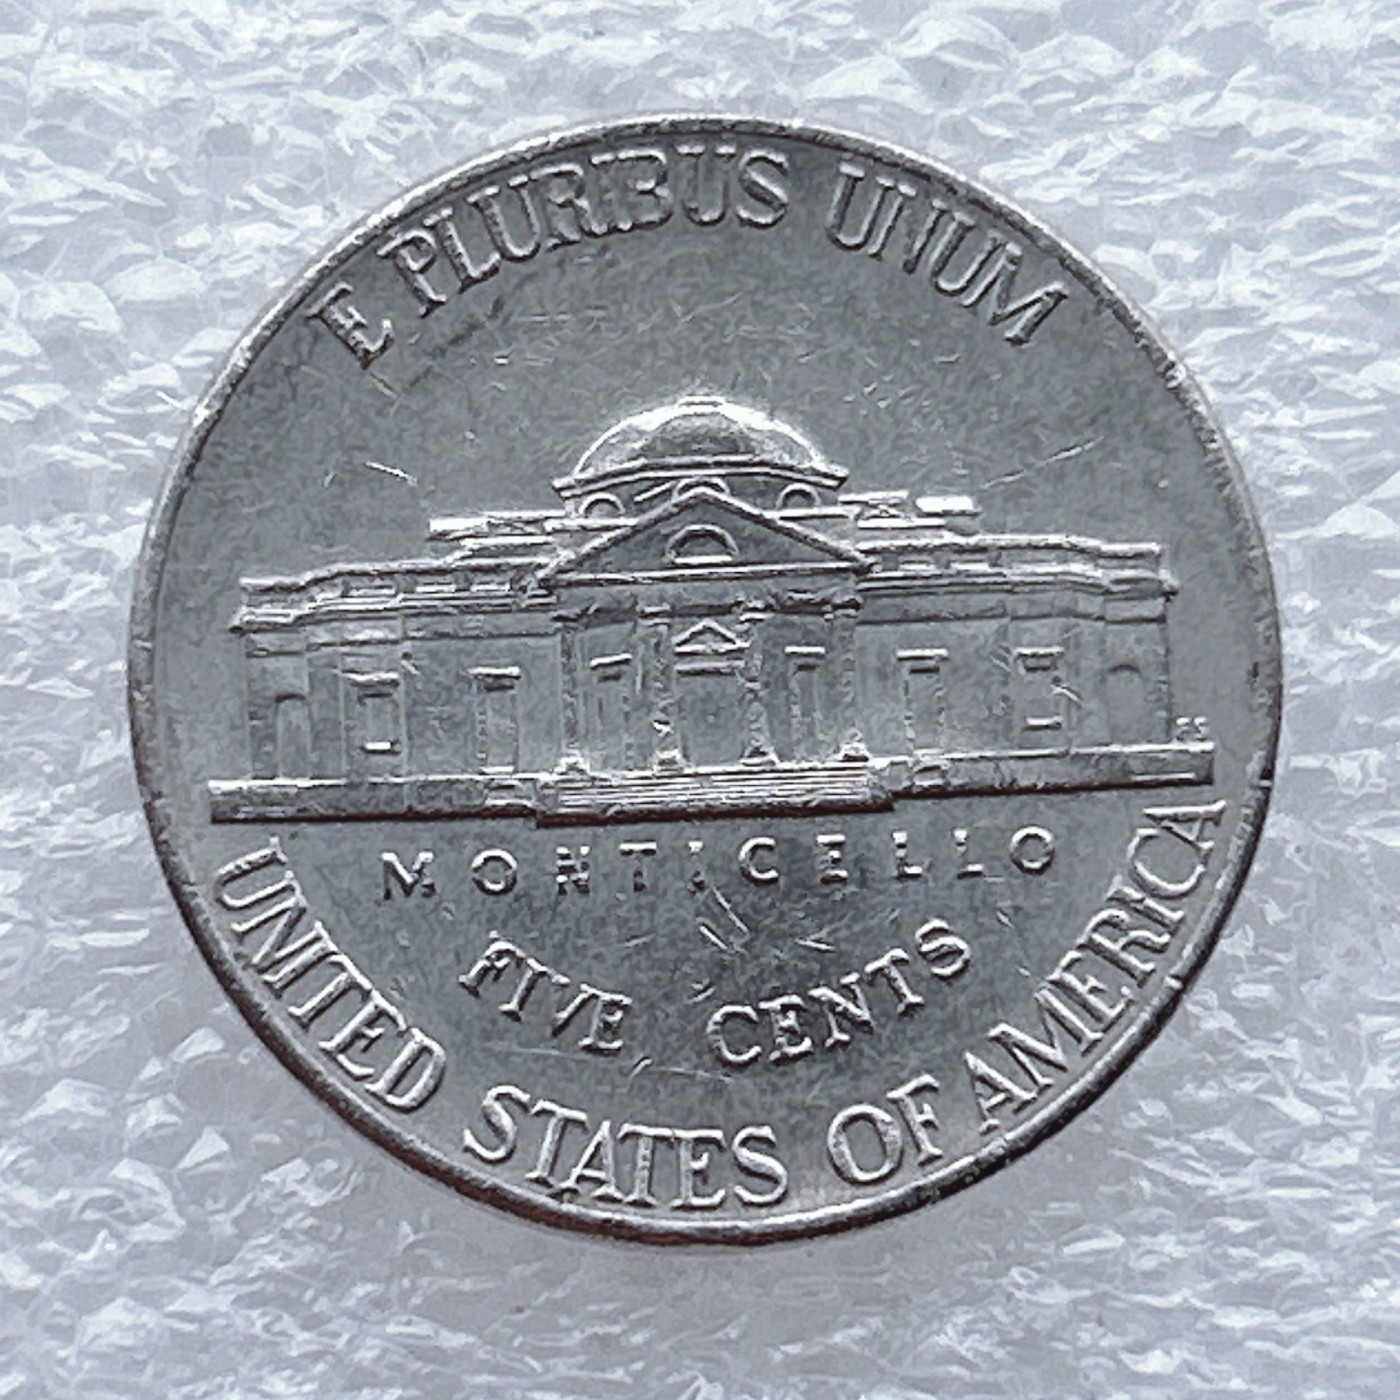 E PLURIBUS UNUM
MONTICELLO
FIVE CENTS
UNITED STATES OF AMERICA